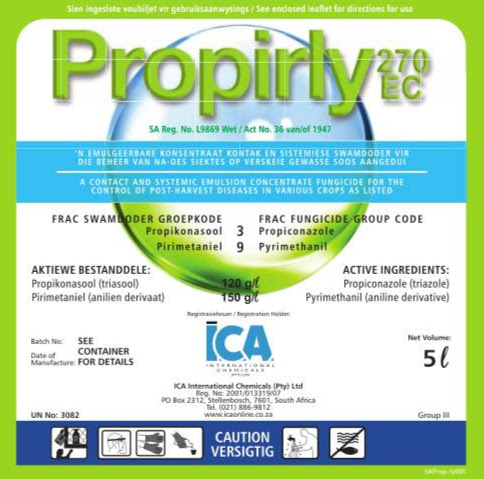 Sien ingeslote voubiljet vir gebruiksaanwysings / See enclosed leaflet for directions for use
Propirly 270 EC
SA Reg. No. L9869 Wet / Act No. 36 van/of 1947
'N EMULGEERBARE KONSENTRAAT KONTAK EN SISTEMIESE SWAMDODER VIR
DIE BEHEER VAN NA-OES SIEKTES OP VERSKEIE GEWASSE SOOS AANGEDUI
A CONTACT AND SYSTEMIC EMULSION CONCENTRATE FUNGICIDE FOR THE
CONTROL OF POST-HARVEST DISEASES IN VARIOUS CROPS AS LISTED
FRAC SWAMDODER GROEPKODE FRAC FUNGICIDE GROUP CODE
Propikonasool 3 Propiconazole
Pirimetaniel 9 Pyrimethanil
AKTIEWE BESTANDDELE: ACTIVE INGREDIENTS:
Propikonasool (triasool) 120 g/ℓ Propiconazole (triazole)
Pirimetaniel (anilien derivaat) 150 g/ℓ Pyrimethanil (aniline derivative)
Registrasiehouer / Registration Holder:
ICA
INTERNATIONAL
CHEMICALS
(PTY) LTD
Batch No: SEE
Date of CONTAINER
Manufacture: FOR DETAILS
Net Volume:
5 ℓ
ICA International Chemicals (Pty) Ltd
Reg. No: 2001/013319/07
PO Box 2312, Stellenbosch, 7601, South Africa
Tel. (021) 886-9812
www.icaonline.co.za
UN No: 3082 Group III
CAUTION
VERSIGTIG